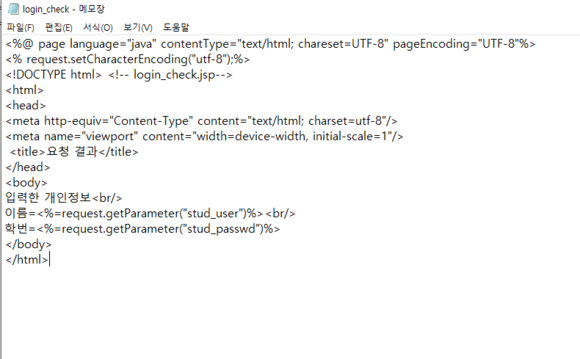 login_check - 메모장
파일(F) 편집(E) 서식(O) 보기(V) 도움말
<%@ page language="java" contentType="text/html; chareset=UTF-8" pageEncoding="UTF-8"%>
<% request.setCharacterEncoding("utf-8");%>
<!DOCTYPE html> <!-- login_check.jsp-->
<html>
<head>
<meta http-equiv="Content-Type" content="text/html; charset=utf-8"/>
<meta name="viewport" content="width=device-width, initial-scale=1"/>
<title>요청 결과</title>
</head>
<body>
입력한 개인정보<br/>
이름=<%=request.getParameter("stud_user")%><br/>
학번=<%=request.getParameter("stud_passwd")%>
</body>
</html>